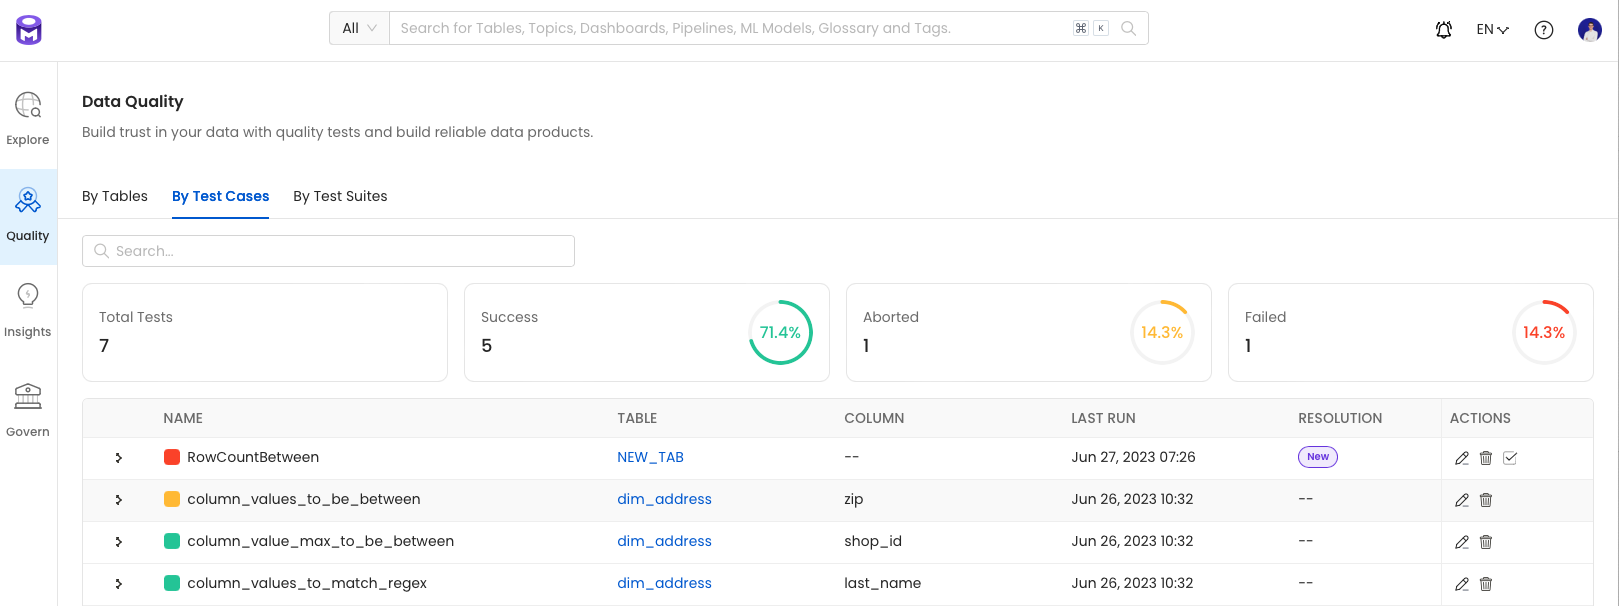 All
Search for Tables, Topics, Dashboards, Pipelines, ML Models, Glossary and Tags.
⌘ K
EN
?
Explore
Quality
Insights
Govern
Data Quality
Build trust in your data with quality tests and build reliable data products.
By Tables By Test Cases By Test Suites
Search...
Total Tests
7
Success
5
71.4%
Aborted
1
14.3%
Failed
1
14.3%
NAME TABLE COLUMN LAST RUN RESOLUTION ACTIONS
RowCountBetween NEW_TAB -- Jun 27, 2023 07:26 New
column_values_to_be_between dim_address zip Jun 26, 2023 10:32 --
column_value_max_to_be_between dim_address shop_id Jun 26, 2023 10:32 --
column_values_to_match_regex dim_address last_name Jun 26, 2023 10:32 --